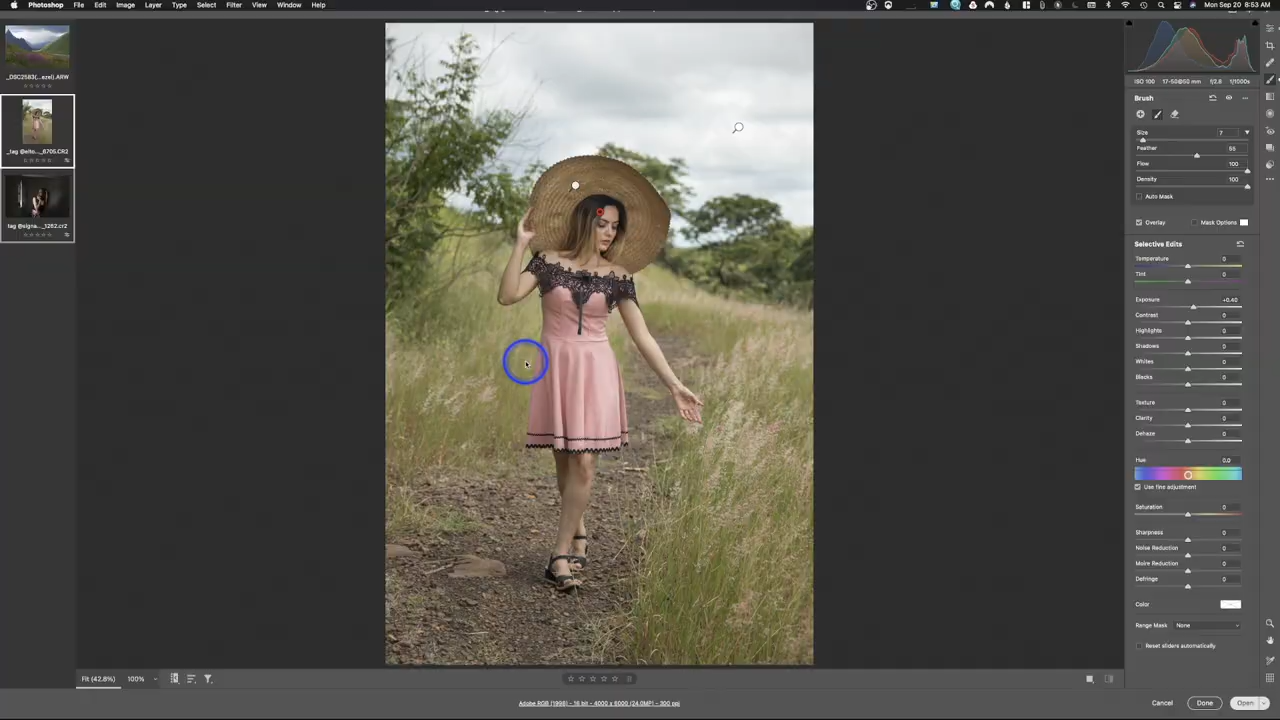 Photoshop File Edit Image Layer Type Select Filter View Window Help
Mon Sep 20 8:53 AM
_DSC2583(...eze).ARW
_tag @eito..._6705.CR2
tag @signa..._1262.cr2
ISO 100 17-50@50 mm f/2.8 f/1000s
Brush
Size 7
Feather 55
Flow 100
Density 100
Auto Mask
Overlay Mask Options
Selective Edits
Temperature 0
Tint 0
Exposure +0.40
Contrast 0
Highlights 0
Shadows 0
Whites 0
Blacks 0
Texture 0
Clarity 0
Dehaze 0
Hue 0.0
Use fine adjustment
Saturation 0
Sharpness 0
Noise Reduction 0
Moire Reduction 0
Defringe 0
Color
Range Mask None
Reset sliders automatically
Fit (42.8%) 100%
Adobe RGB (1998) - 16 bit - 4000 x 6000 (24.0MP) - 300 ppi
Cancel Done Open